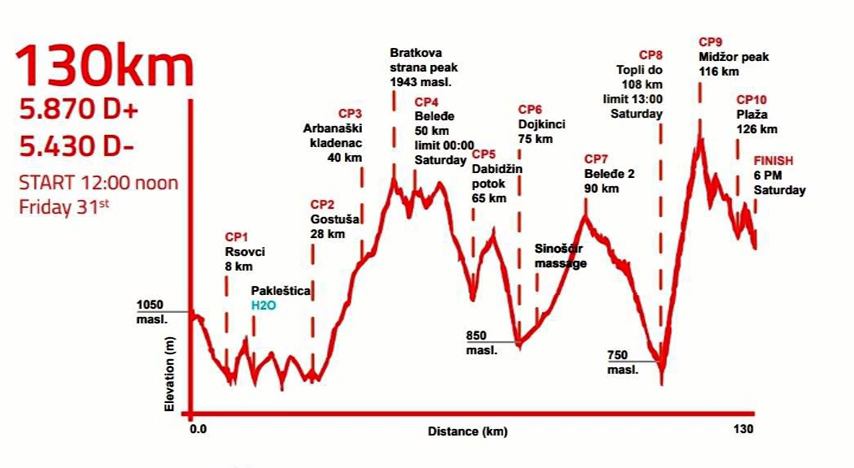 130km
5.870 D+
5.430 D-
START 12:00 noon
Friday 31st
CP1
Rsovci
8 km
Pakleštica
H2O
CP2
Gostuša
28 km
CP3
Arbanaški
kladenac
40 km
Bratkova
strana peak
1943 masl.
CP4
Beleđe
50 km
limit 00:00
Saturday
CP5
Dabidžin
potok
65 km
CP6
Dojkinci
75 km
Sinoščir
massage
CP7
Beleđe 2
90 km
CP8
Topli do
108 km
limit 13:00
Saturday
CP9
Midžor peak
116 km
CP10
Plaža
126 km
FINISH
6 PM
Saturday
1050
masl.
850
masl.
750
masl.
Elevation (m)
0.0
Distance (km)
130